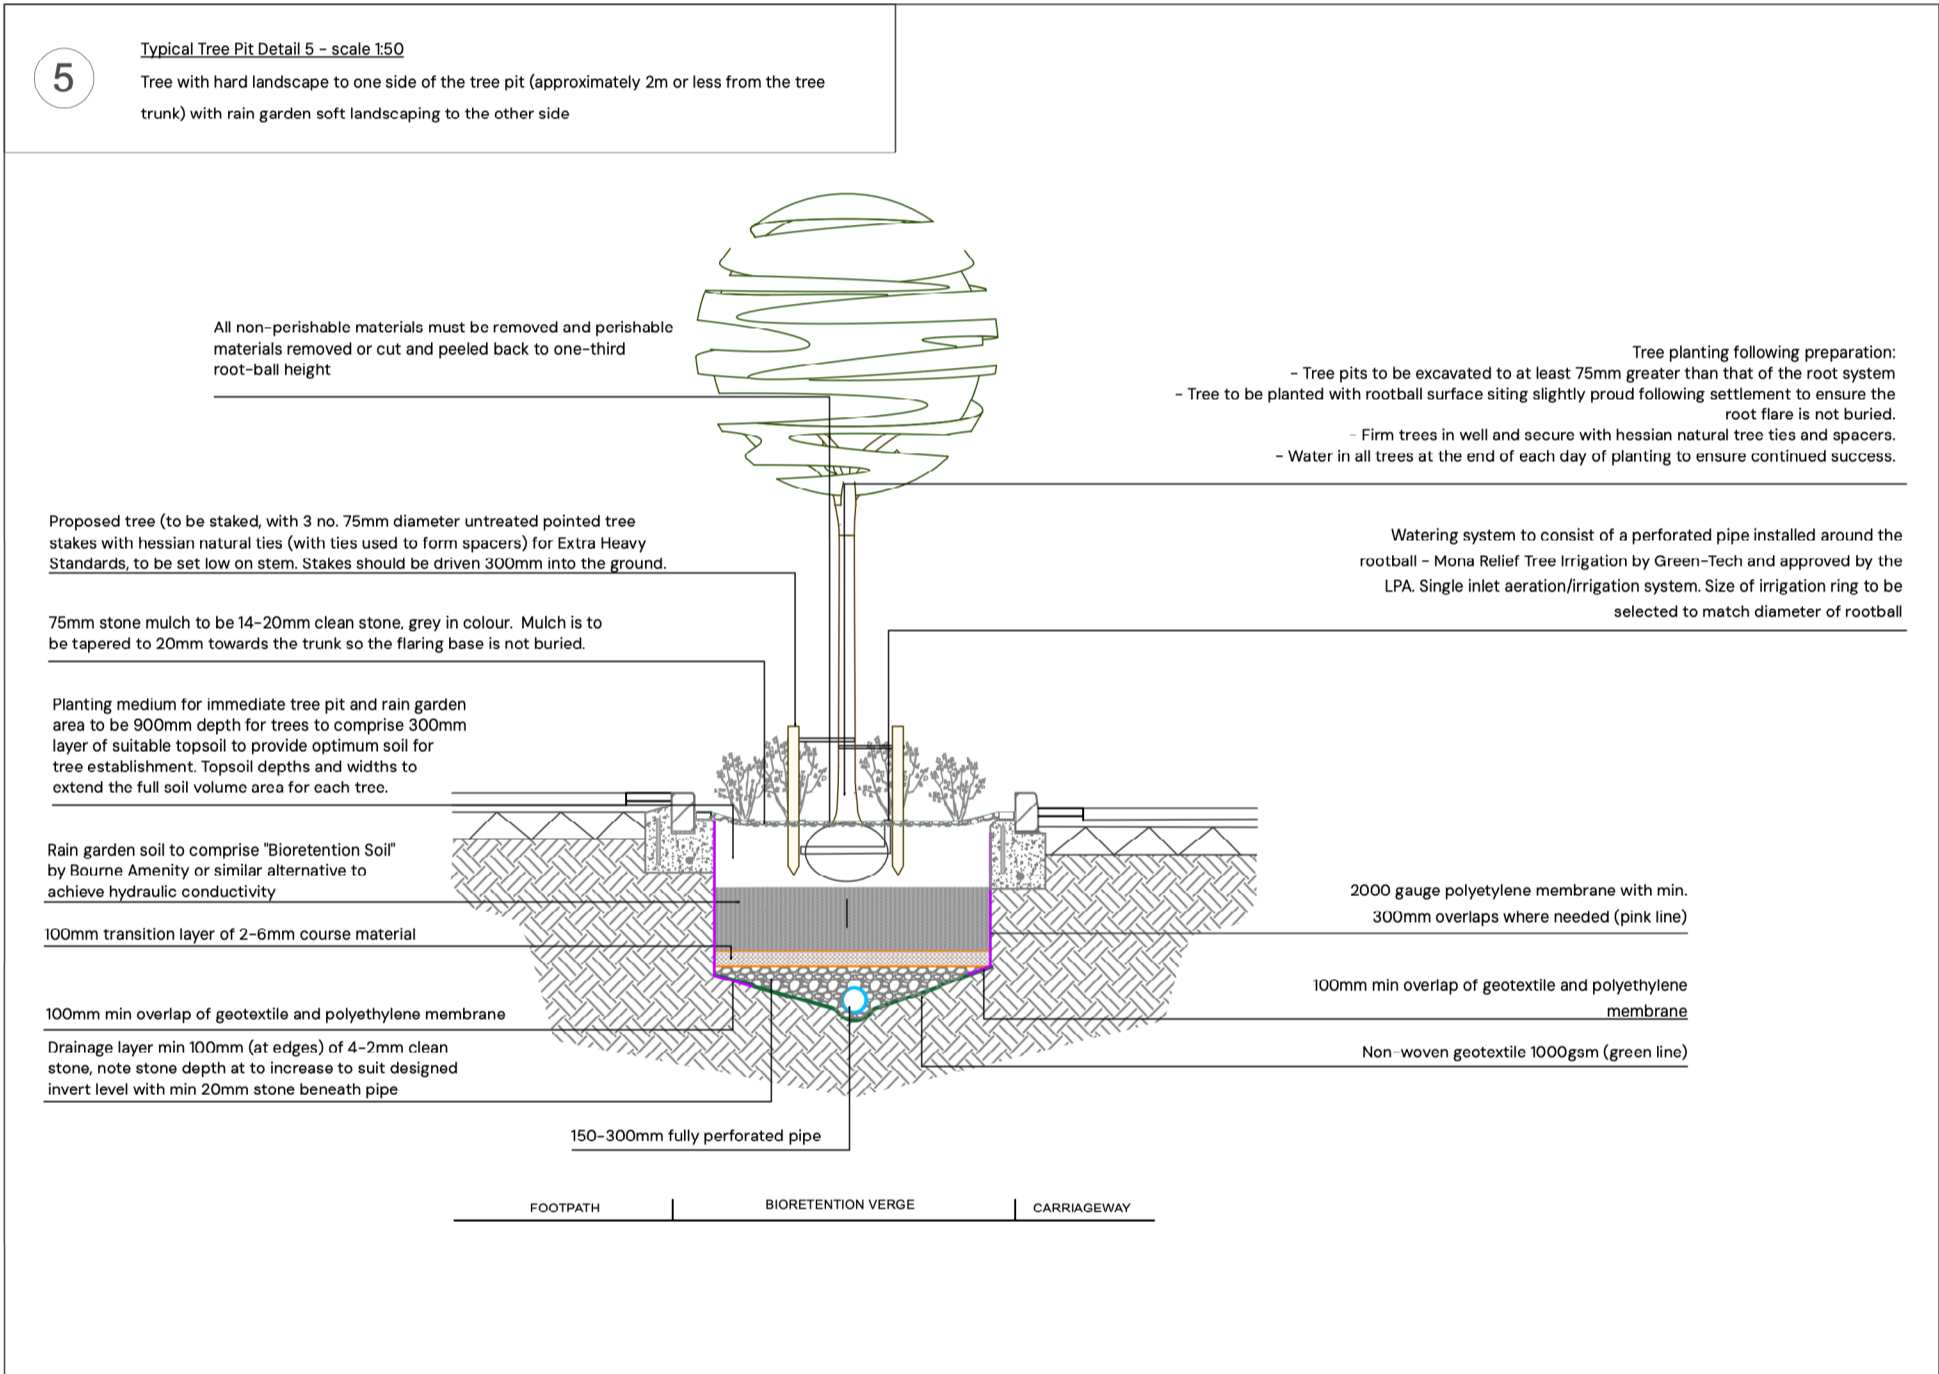 5
Typical Tree Pit Detail 5 - scale 1:50
Tree with hard landscape to one side of the tree pit (approximately 2m or less from the tree
trunk) with rain garden soft landscaping to the other side
All non-perishable materials must be removed and perishable
materials removed or cut and peeled back to one-third
root-ball height
Tree planting following preparation:
- Tree pits to be excavated to at least 75mm greater than that of the root system
- Tree to be planted with rootball surface siting slightly proud following settlement to ensure the
root flare is not buried.
- Firm trees in well and secure with hessian natural tree ties and spacers.
- Water in all trees at the end of each day of planting to ensure continued success.
Proposed tree (to be staked, with 3 no. 75mm diameter untreated pointed tree
stakes with hessian natural ties (with ties used to form spacers) for Extra Heavy
Standards, to be set low on stem. Stakes should be driven 300mm into the ground.
Watering system to consist of a perforated pipe installed around the
rootball - Mona Relief Tree Irrigation by Green-Tech and approved by the
LPA. Single inlet aeration/irrigation system. Size of irrigation ring to be
selected to match diameter of rootball
75mm stone mulch to be 14-20mm clean stone, grey in colour. Mulch is to
be tapered to 20mm towards the trunk so the flaring base is not buried.
Planting medium for immediate tree pit and rain garden
area to be 900mm depth for trees to comprise 300mm
layer of suitable topsoil to provide optimum soil for
tree establishment. Topsoil depths and widths to
extend the full soil volume area for each tree.
Rain garden soil to comprise "Bioretention Soil"
by Bourne Amenity or similar alternative to
achieve hydraulic conductivity
2000 gauge polyetylene membrane with min.
300mm overlaps where needed (pink line)
100mm transition layer of 2-6mm course material
100mm min overlap of geotextile and polyethylene
membrane
100mm min overlap of geotextile and polyethylene membrane
Drainage layer min 100mm (at edges) of 4-2mm clean
stone, note stone depth at to increase to suit designed
invert level with min 20mm stone beneath pipe
Non-woven geotextile 1000gsm (green line)
150-300mm fully perforated pipe
FOOTPATH
BIORETENTION VERGE
CARRIAGEWAY